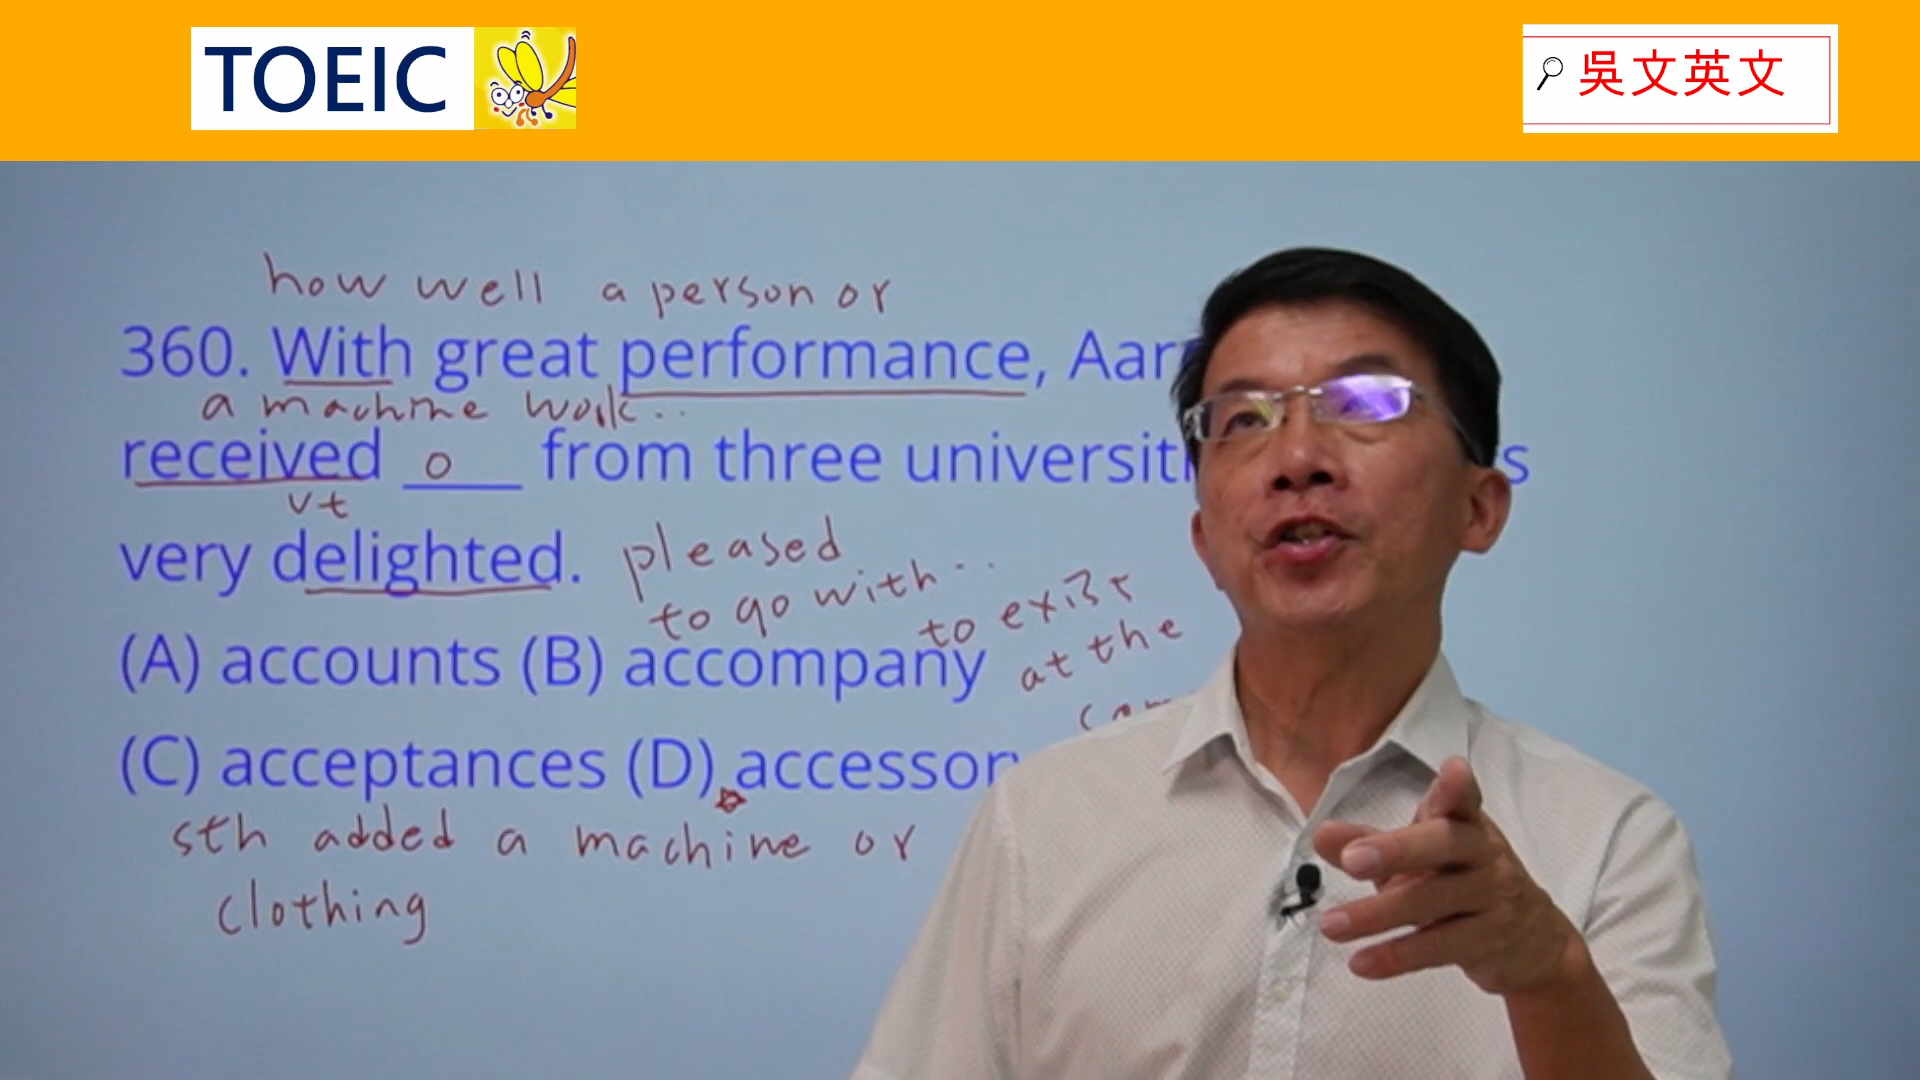 TOEIC
吳文英文
how well a person or
360. With great performance, Aar
a machine work..
received o from three universiti s
vt
very delighted. pleased
to go with..
to exist
at the
(A) accounts (B) accompany
(C) acceptances (D) accessory
sth added a machine or
clothing